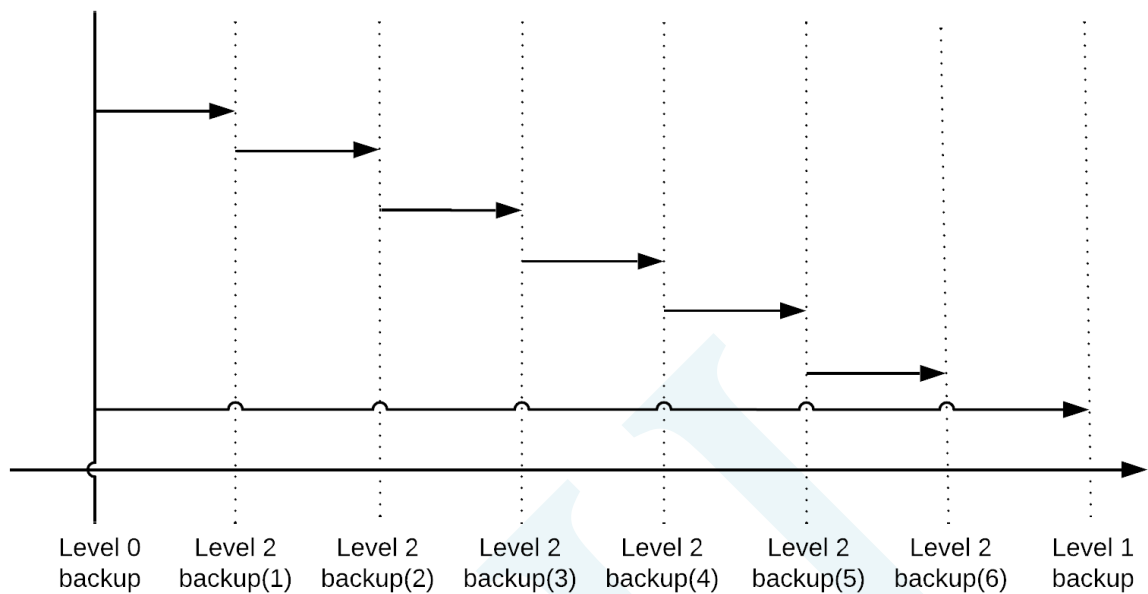 Level 0 backup
Level 2 backup(1)
Level 2 backup(2)
Level 2 backup(3)
Level 2 backup(4)
Level 2 backup(5)
Level 2 backup(6)
Level 1 backup